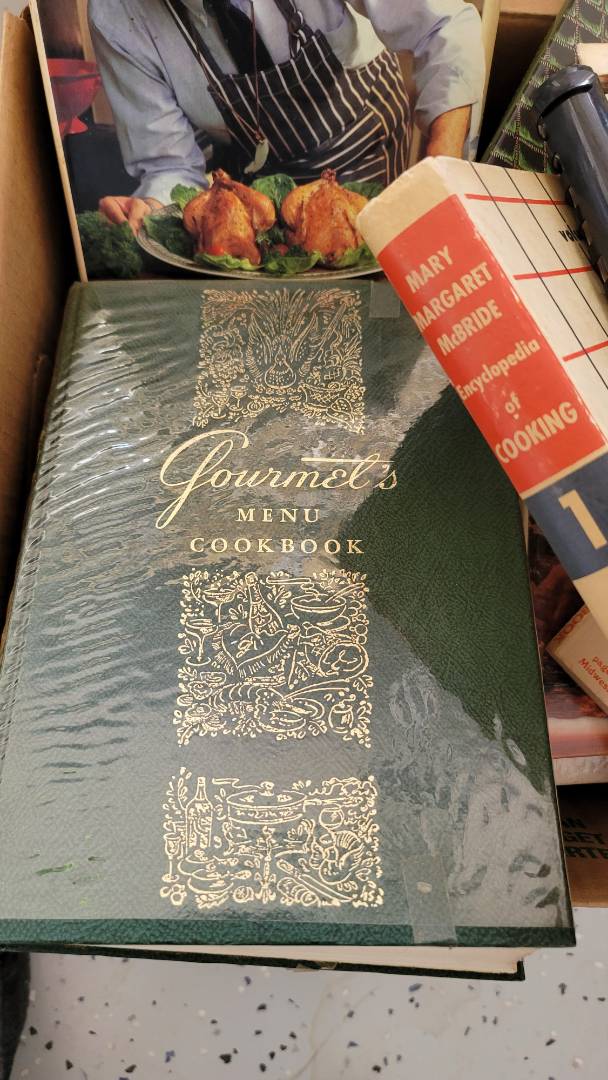 Gourmet's
MENU
COOKBOOK
MARY
MARGARET
McBRIDE
Encyclopedia
of
COOKING
1